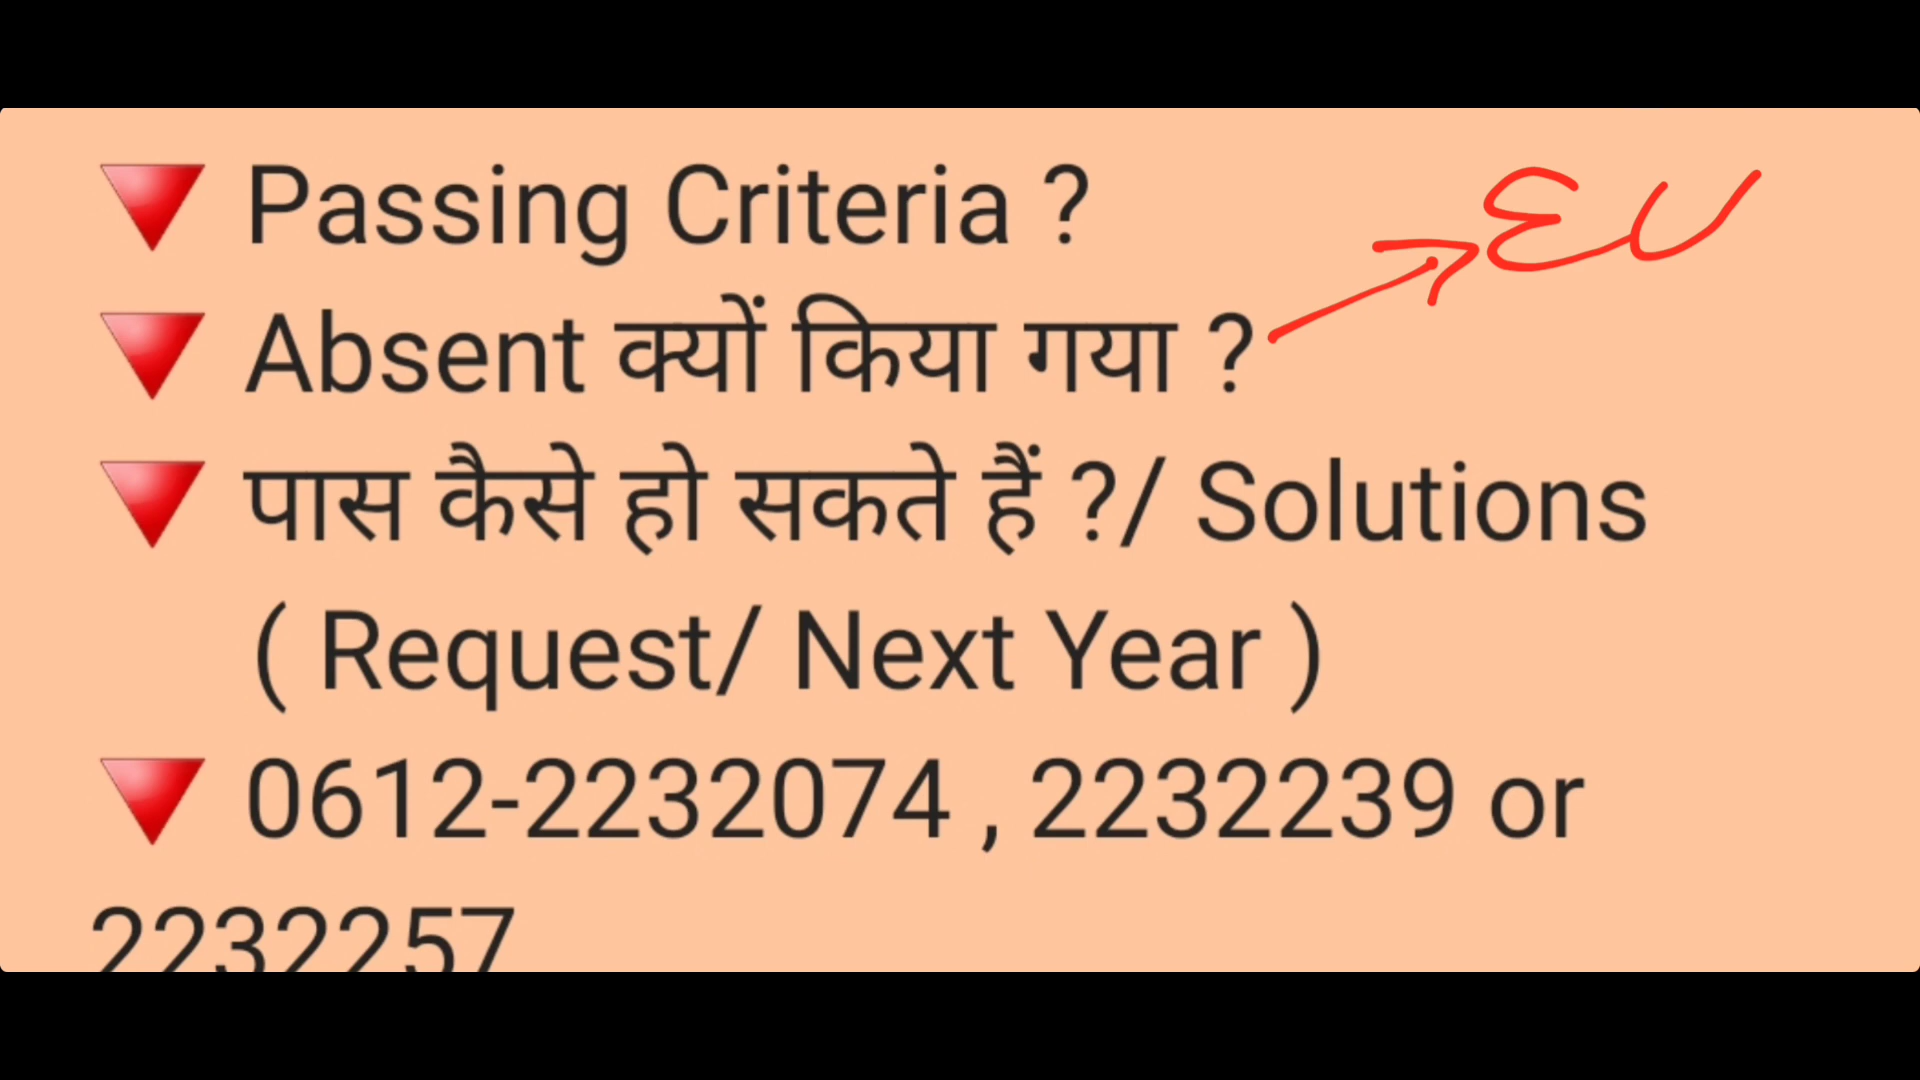 Passing Criteria ?
EU
Absent क्यों किया गया ?
पास कैसे हो सकते हैं ?/ Solutions
( Request/ Next Year )
0612-2232074 , 2232239 or
2232257